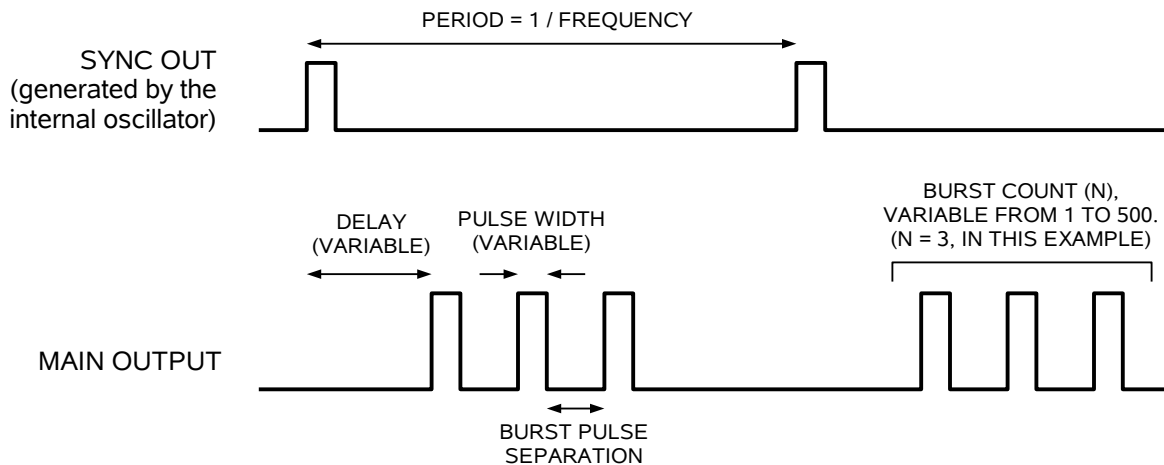 PERIOD = 1 / FREQUENCY
SYNC OUT
(generated by the
internal oscillator)
DELAY
(VARIABLE)
PULSE WIDTH
(VARIABLE)
BURST COUNT (N),
VARIABLE FROM 1 TO 500.
(N = 3, IN THIS EXAMPLE)
MAIN OUTPUT
BURST PULSE
SEPARATION